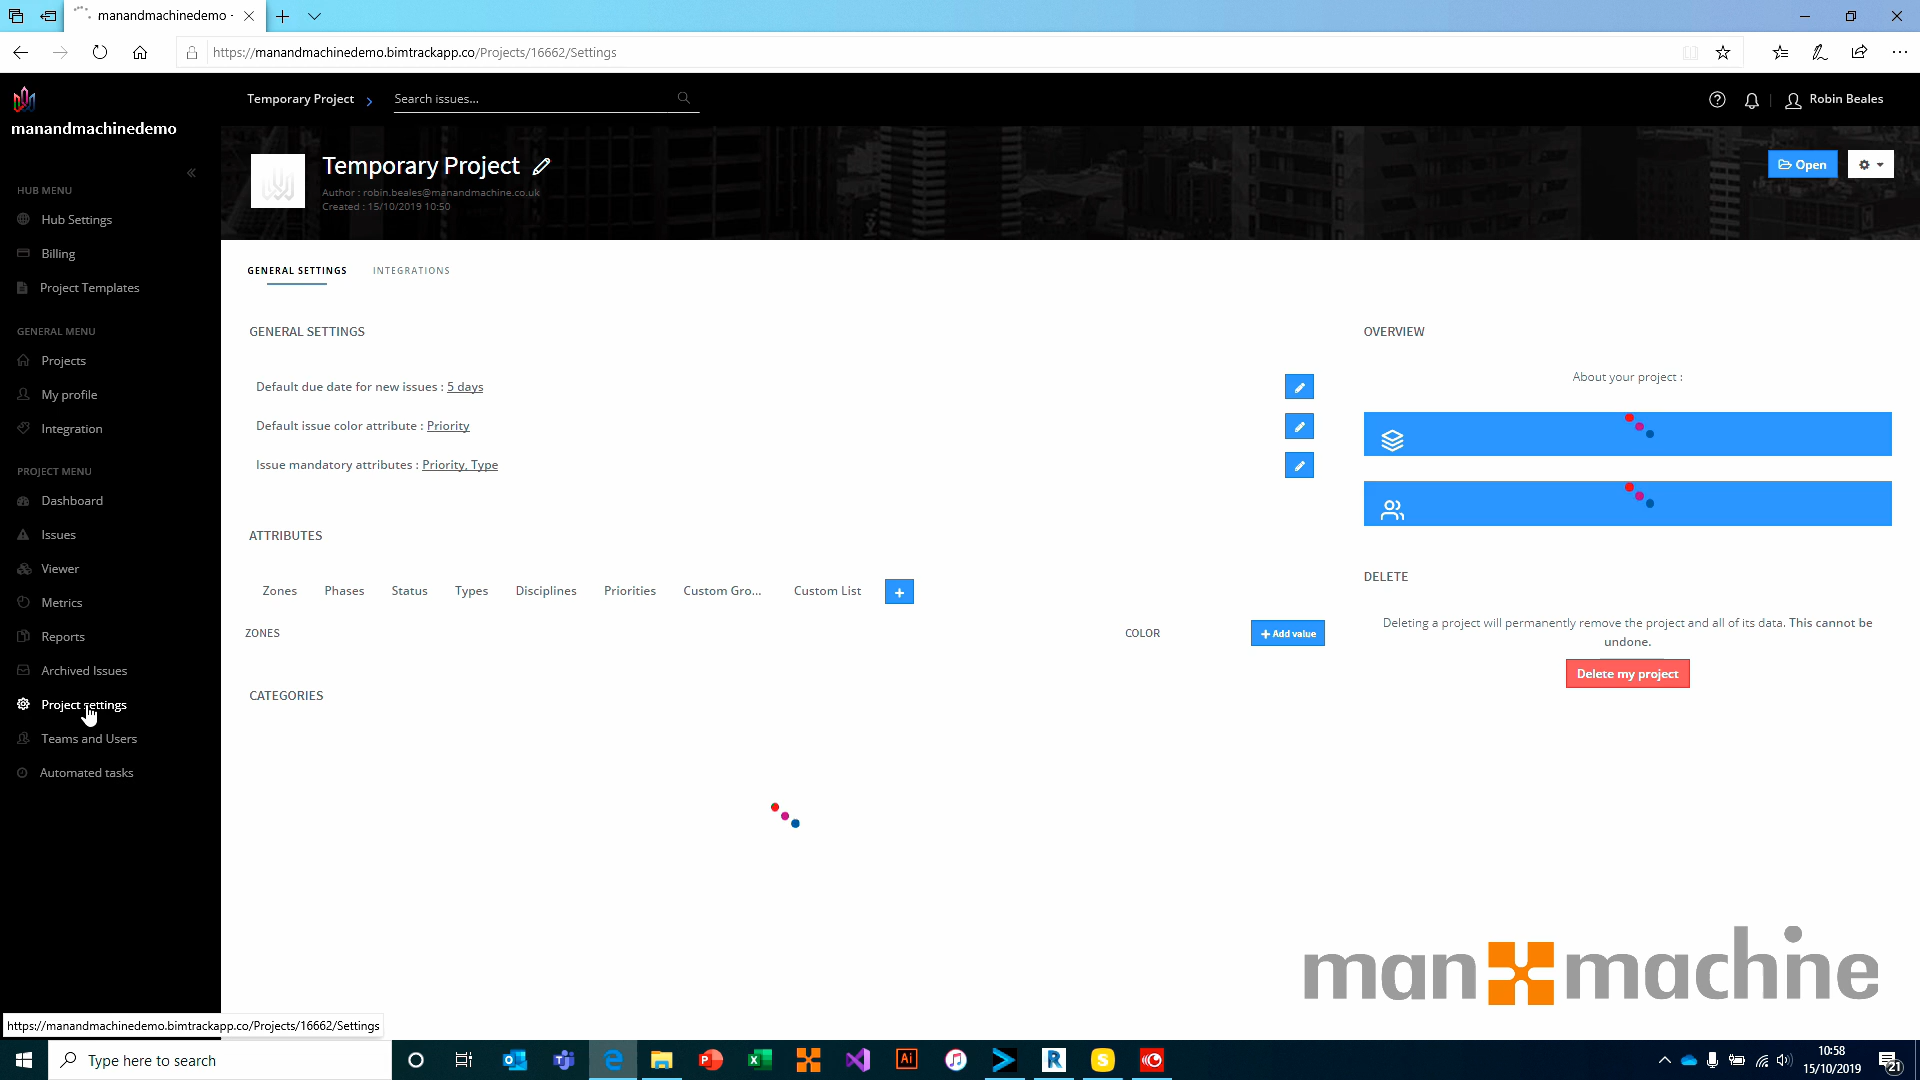 manandmachinedemo -
https://manandmachinedemo.bimtrackapp.co/Projects/16662/Settings
manandmachinedemo
Temporary Project
Search issues...
Robin Beales
Temporary Project
Author : robin.beales@manandmachine.co.uk
Created : 15/10/2019 10:50
Open
HUB MENU
Hub Settings
Billing
Project Templates
GENERAL MENU
Projects
My profile
Integration
PROJECT MENU
Dashboard
Issues
Viewer
Metrics
Reports
Archived Issues
Project settings
Teams and Users
Automated tasks
GENERAL SETTINGS
INTEGRATIONS
GENERAL SETTINGS
Default due date for new issues : 5 days
Default issue color attribute : Priority
Issue mandatory attributes : Priority, Type
ATTRIBUTES
Zones
Phases
Status
Types
Disciplines
Priorities
Custom Gro...
Custom List
+
ZONES
COLOR
+ Add value
CATEGORIES
OVERVIEW
About your project :
DELETE
Deleting a project will permanently remove the project and all of its data. This cannot be
undone.
Delete my project
man machine
https://manandmachinedemo.bimtrackapp.co/Projects/16662/Settings
Type here to search
Ai
R
S
10:58
15/10/2019
21